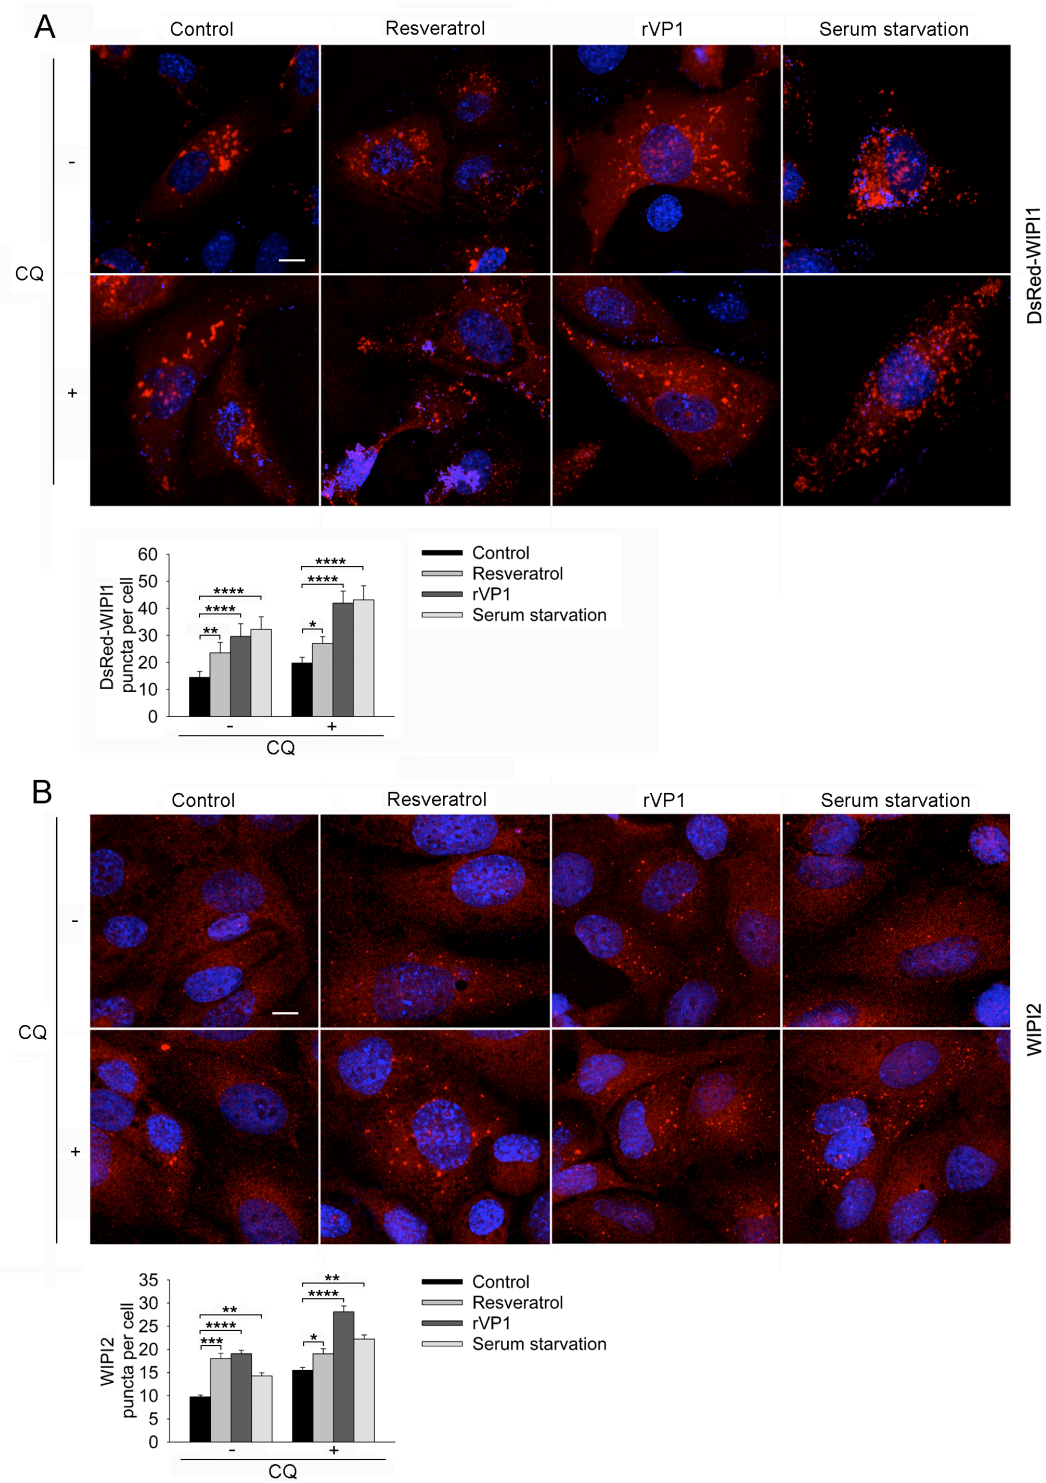 A
Control Resveratrol rVP1 Serum starvation
-
CQ
+
DsRed-WIPI1
DsRed-WIPI1
puncta per cell
60
50
40
30
20
10
0
****
****
**
****
****
*
- +
CQ
Control
Resveratrol
rVP1
Serum starvation
B
Control Resveratrol rVP1 Serum starvation
-
CQ
+
WIPI2
WIPI2
puncta per cell
35
30
25
20
15
10
5
0
**
****
***
**
****
*
- +
CQ
Control
Resveratrol
rVP1
Serum starvation